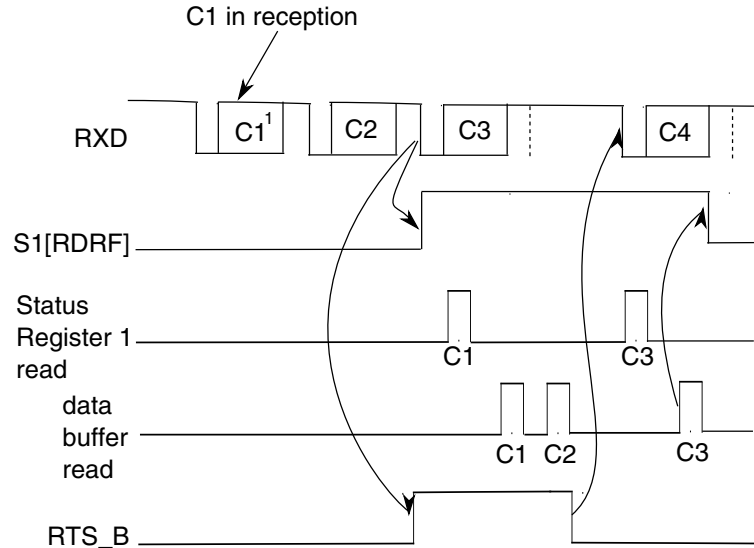 C1 in reception
RXD
C1 1
C2
C3
C4
S1[RDRF]
Status
Register 1
read
C1
C3
data
buffer
read
C1
C2
C3
RTS_B